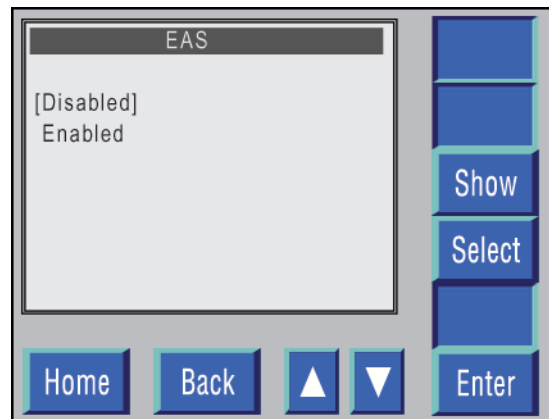 EAS
[Disabled]
Enabled
Show
Select
Home
Back
Enter